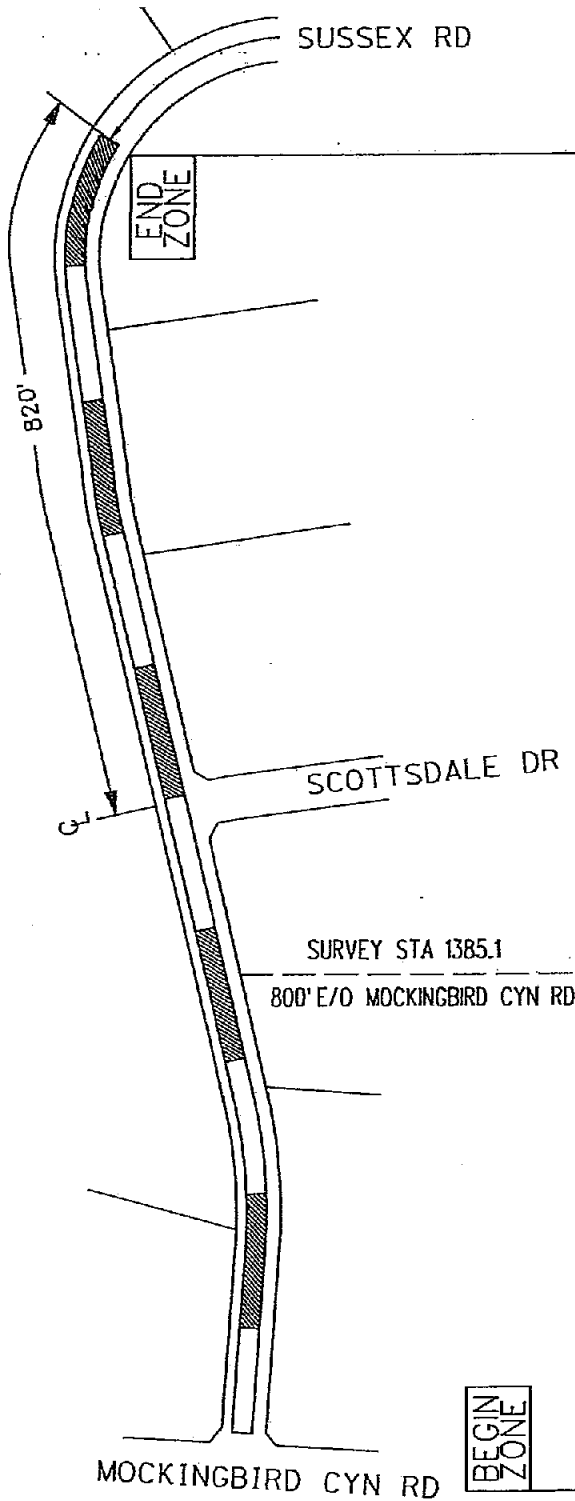 SUSSEX RD
END
ZONE
820'
SCOTTSDALE DR
CL
SURVEY STA 1385.1
800' E/O MOCKINGBIRD CYN RD
BEGIN
ZONE
MOCKINGBIRD CYN RD